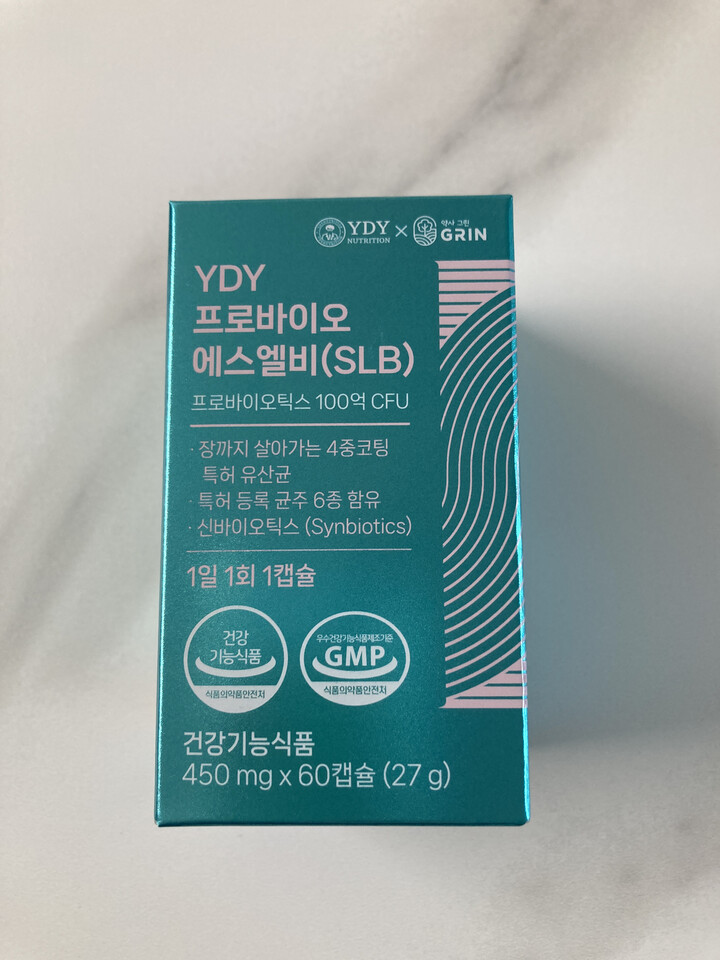 YDY NUTRITION × 약사 그린 GRIN
YDY
프로바이오
에스엘비(SLB)
프로바이오틱스 100억 CFU
· 장까지 살아가는 4중코팅
특허 유산균
· 특허 등록 균주 6종 함유
· 신바이오틱스 (Synbiotics)
1일 1회 1캡슐
건강
기능식품
식품의약품안전처
우수건강기능식품제조기준
GMP
식품의약품안전처
건강기능식품
450 mg x 60캡슐 (27 g)